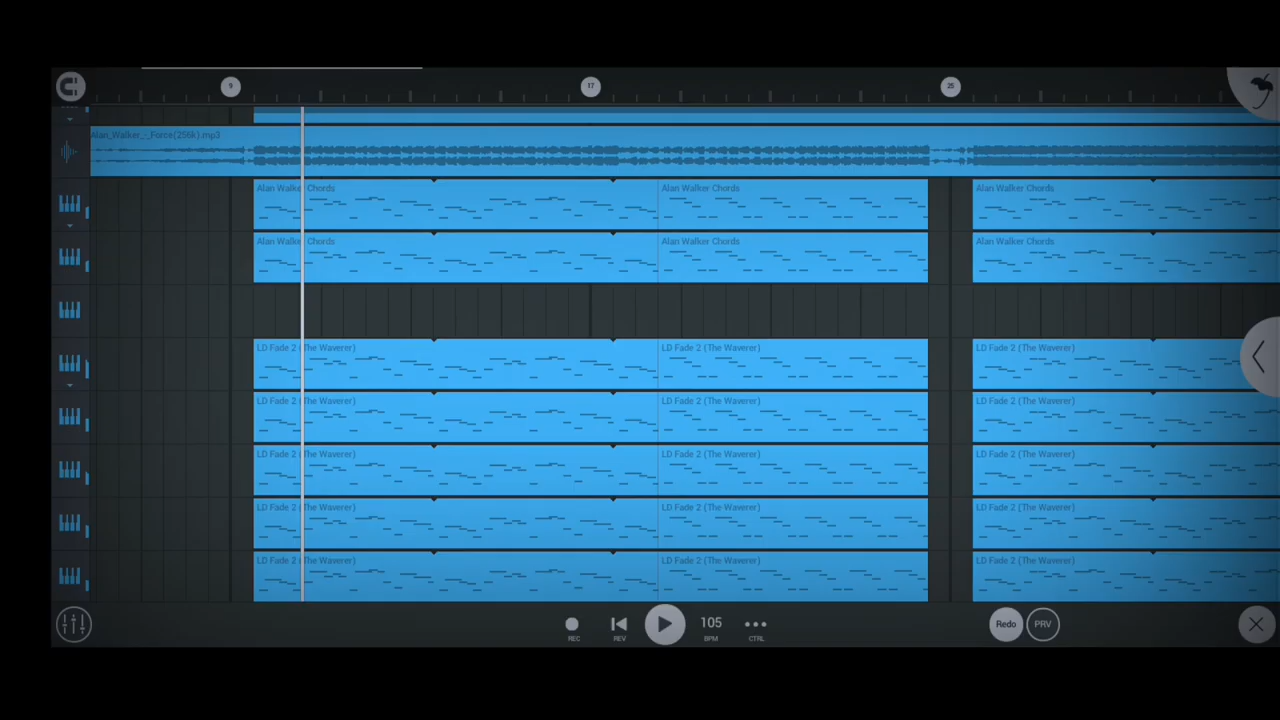 9 17 25
Alan_Walker_-_Force(256k).mp3
Alan Walker Chords Alan Walker Chords Alan Walker Chords
Alan Walker Chords Alan Walker Chords Alan Walker Chords
LD Fade 2 (The Waverer) LD Fade 2 (The Waverer) LD Fade 2 (The Waverer)
LD Fade 2 (The Waverer) LD Fade 2 (The Waverer) LD Fade 2 (The Waverer)
LD Fade 2 (The Waverer) LD Fade 2 (The Waverer) LD Fade 2 (The Waverer)
LD Fade 2 (The Waverer) LD Fade 2 (The Waverer) LD Fade 2 (The Waverer)
LD Fade 2 (The Waverer) LD Fade 2 (The Waverer) LD Fade 2 (The Waverer)
105 Redo PRV
REC REV BPM CTRL